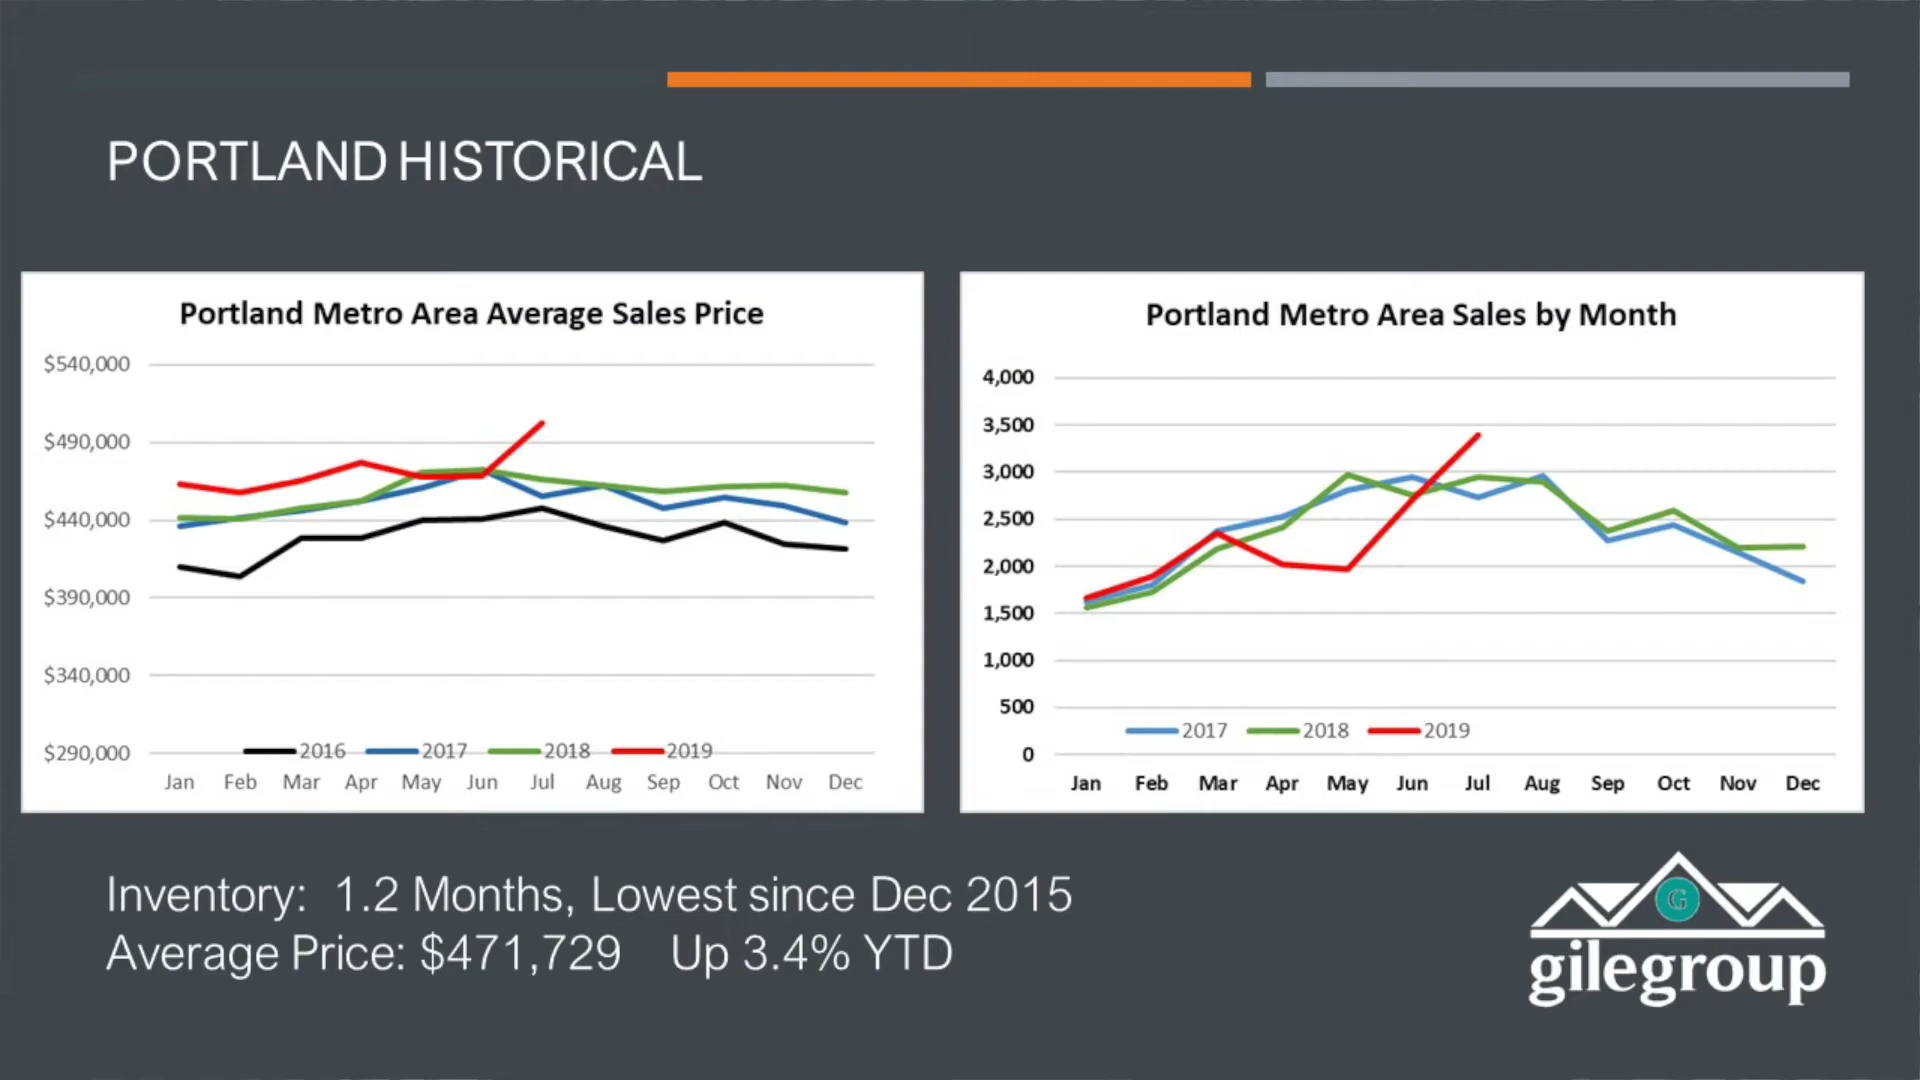 PORTLAND HISTORICAL
Portland Metro Area Average Sales Price
$540,000
$490,000
$440,000
$390,000
$340,000
$290,000
2016 2017 2018 2019
Jan Feb Mar Apr May Jun Jul Aug Sep Oct Nov Dec
Portland Metro Area Sales by Month
4,000
3,500
3,000
2,500
2,000
1,500
1,000
500
0
2017 2018 2019
Jan Feb Mar Apr May Jun Jul Aug Sep Oct Nov Dec
Inventory: 1.2 Months, Lowest since Dec 2015
Average Price: $471,729 Up 3.4% YTD
G
gilegroup